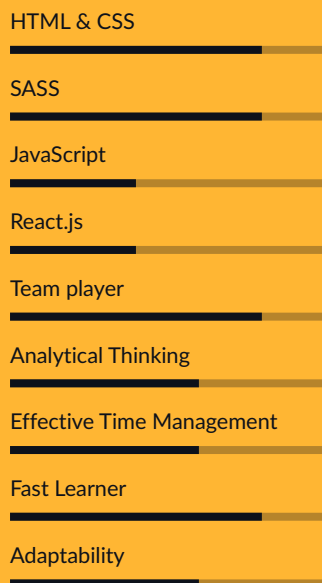 HTML & CSS
SASS
JavaScript
React.js
Team player
Analytical Thinking
Effective Time Management
Fast Learner
Adaptability